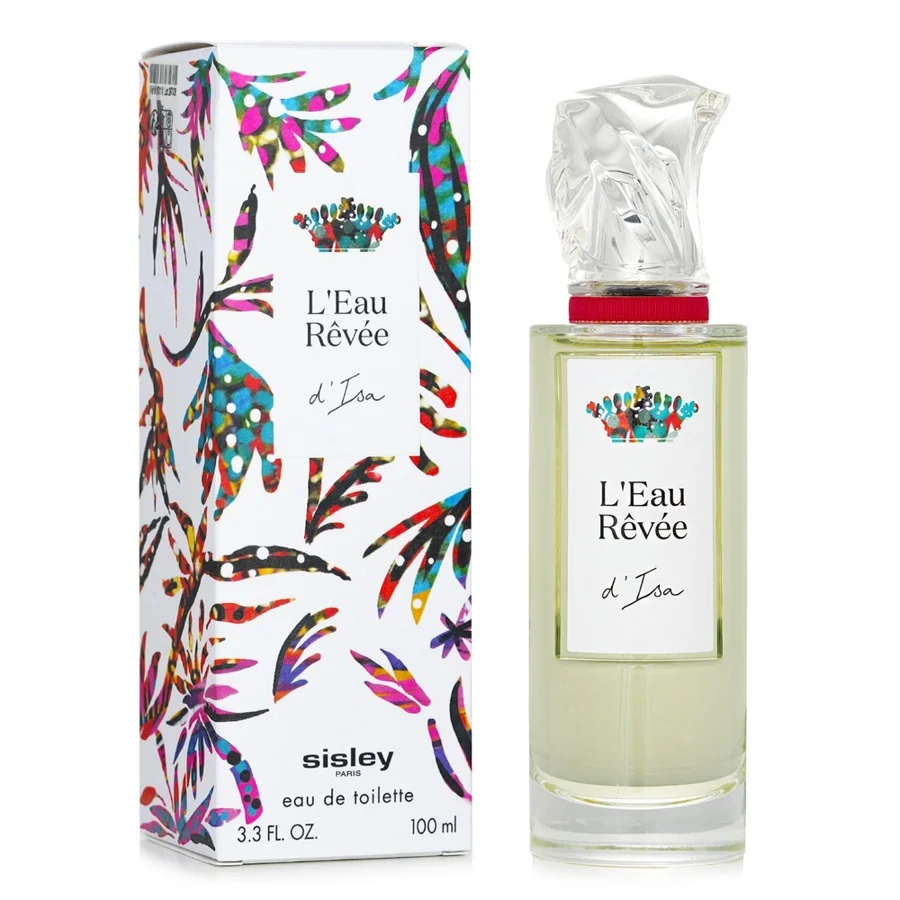 L'Eau
Rêvée
d'Isa
sisley
PARIS
eau de toilette
3.3 FL. OZ. 100 ml
L'Eau
Rêvée
d'Isa